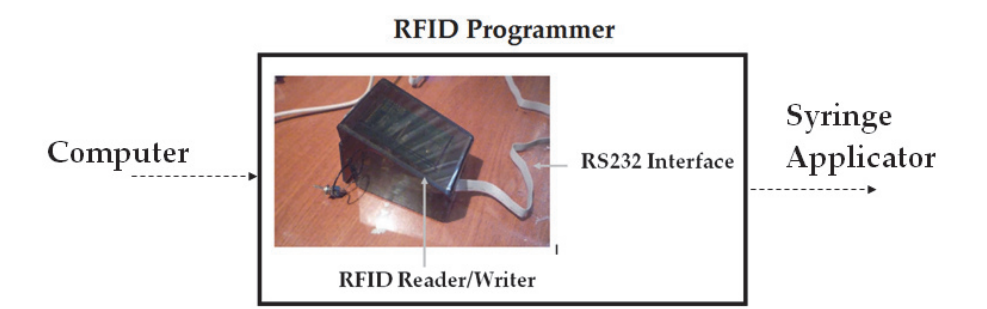 RFID Programmer
Computer
RS232 Interface
RFID Reader/Writer
Syringe
Applicator